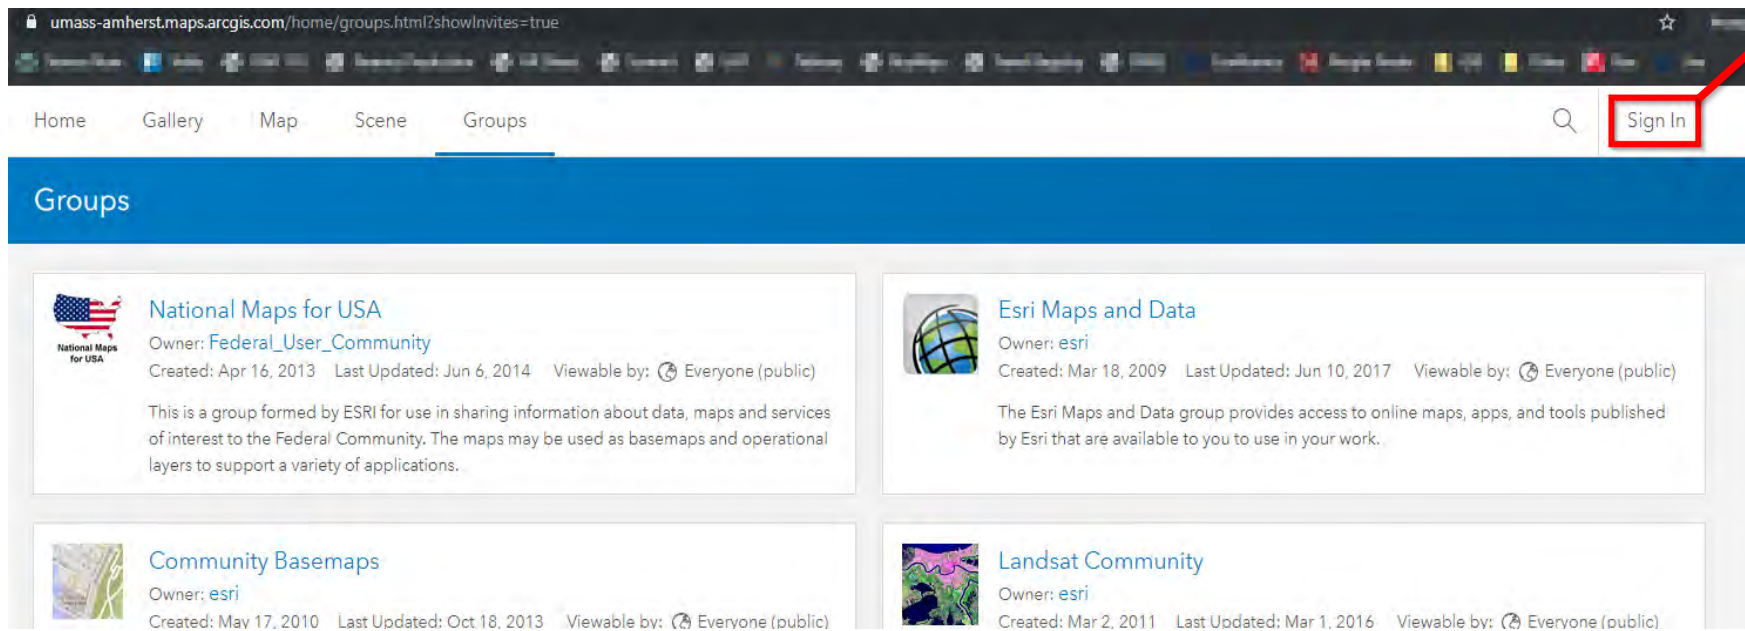 umass-amherst.maps.arcgis.com/home/groups.html?showInvites=true
Home Gallery Map Scene Groups Sign In
Groups
National Maps for USA
National Maps for USA
Owner: Federal_User_Community
Created: Apr 16, 2013 Last Updated: Jun 6, 2014 Viewable by: Everyone (public)
This is a group formed by ESRI for use in sharing information about data, maps and services
of interest to the Federal Community. The maps may be used as basemaps and operational
layers to support a variety of applications.
Esri Maps and Data
Owner: esri
Created: Mar 18, 2009 Last Updated: Jun 10, 2017 Viewable by: Everyone (public)
The Esri Maps and Data group provides access to online maps, apps, and tools published
by Esri that are available to you to use in your work.
Community Basemaps
Owner: esri
Created: May 17, 2010 Last Updated: Oct 18, 2013 Viewable by: Everyone (public)
Landsat Community
Owner: esri
Created: Mar 2, 2011 Last Updated: Mar 1, 2016 Viewable by: Everyone (public)